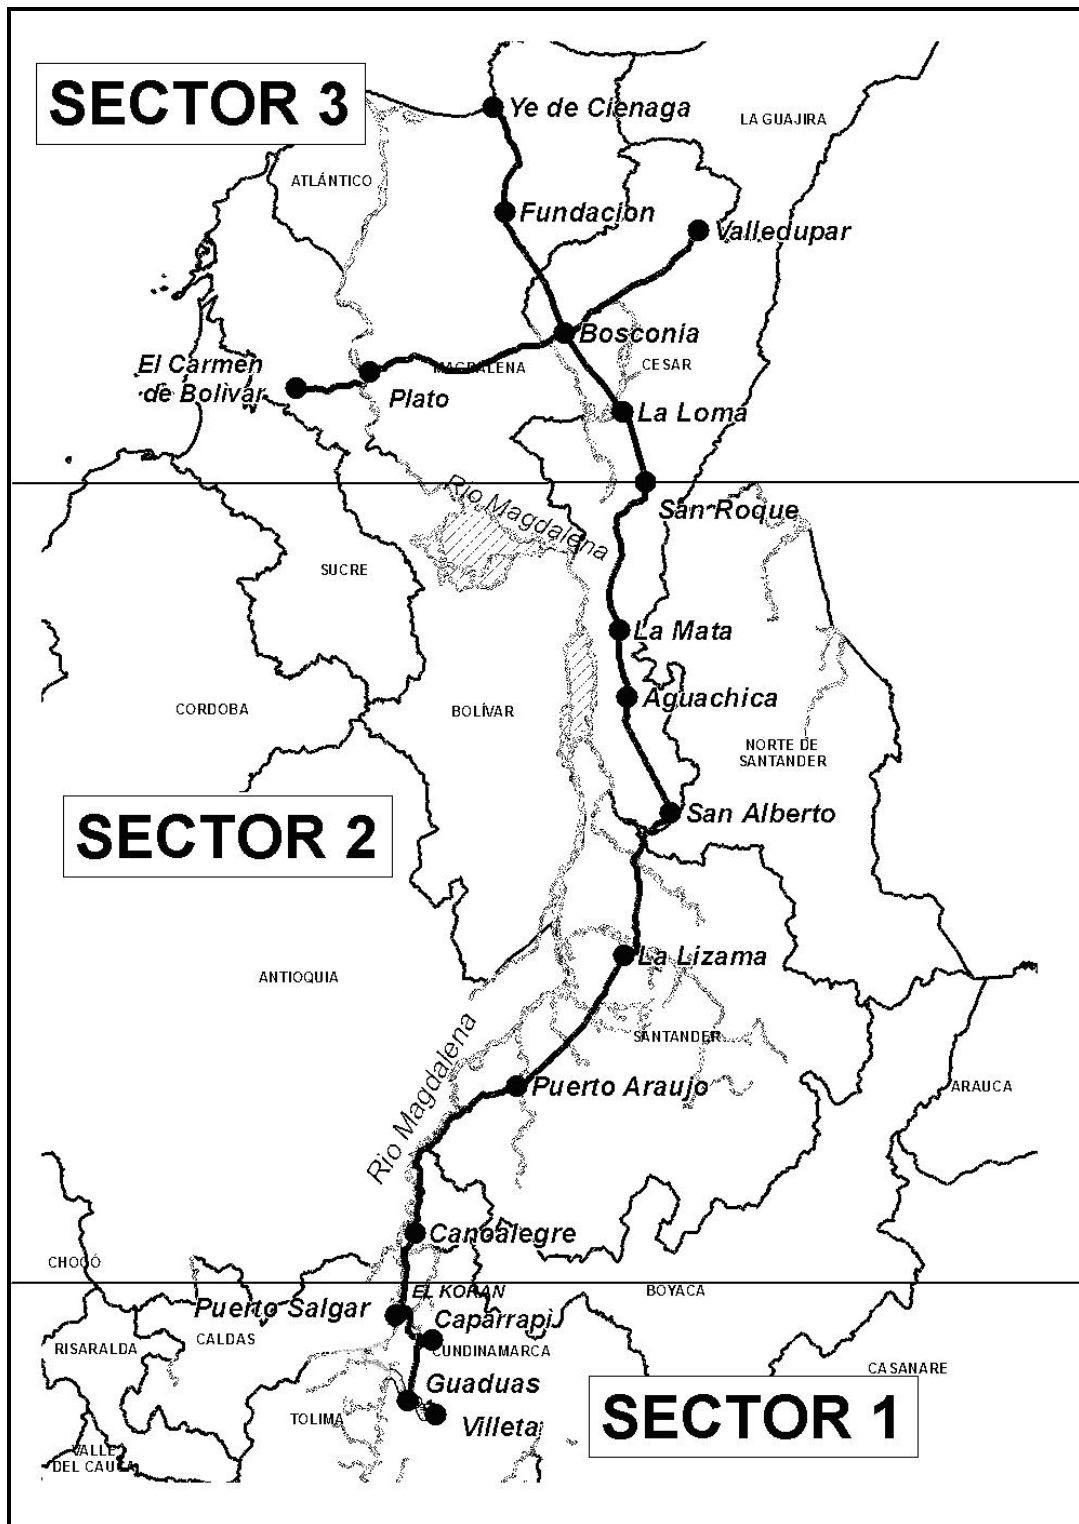 SECTOR 3
Ye de Cienaga
LA GUAJIRA
ATLÁNTICO
Fundacion
Valledupar
Bosconia
El Carmen
de Bolivar
MAGDALENA
CESAR
Plato
La Loma
Rio Magdalena
San Roque
SUCRE
La Mata
Aguachica
CORDOBA
BOLÍVAR
NORTE DE
SANTANDER
SECTOR 2
San Alberto
La Lizama
ANTIOQUIA
SANTANDER
Rio Magdalena
Puerto Araujo
ARAUCA
Canoalegre
CHOCÓ
EL KORAN
BOYACA
Puerto Salgar
Caparrapi
RISARALDA
CALDAS
CUNDINAMARCA
CASANARE
Guaduas
TOLIMA
Villeta
SECTOR 1
VALLE
DEL CAUCA